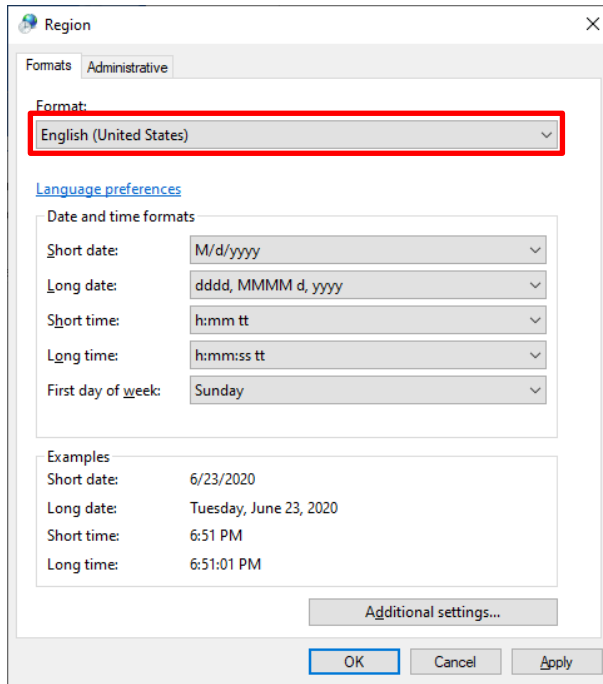 Region
Formats Administrative
Format:
English (United States)
Language preferences
Date and time formats
Short date: M/d/yyyy
Long date: dddd, MMMM d, yyyy
Short time: h:mm tt
Long time: h:mm:ss tt
First day of week: Sunday
Examples
Short date: 6/23/2020
Long date: Tuesday, June 23, 2020
Short time: 6:51 PM
Long time: 6:51:01 PM
Additional settings...
OK Cancel Apply